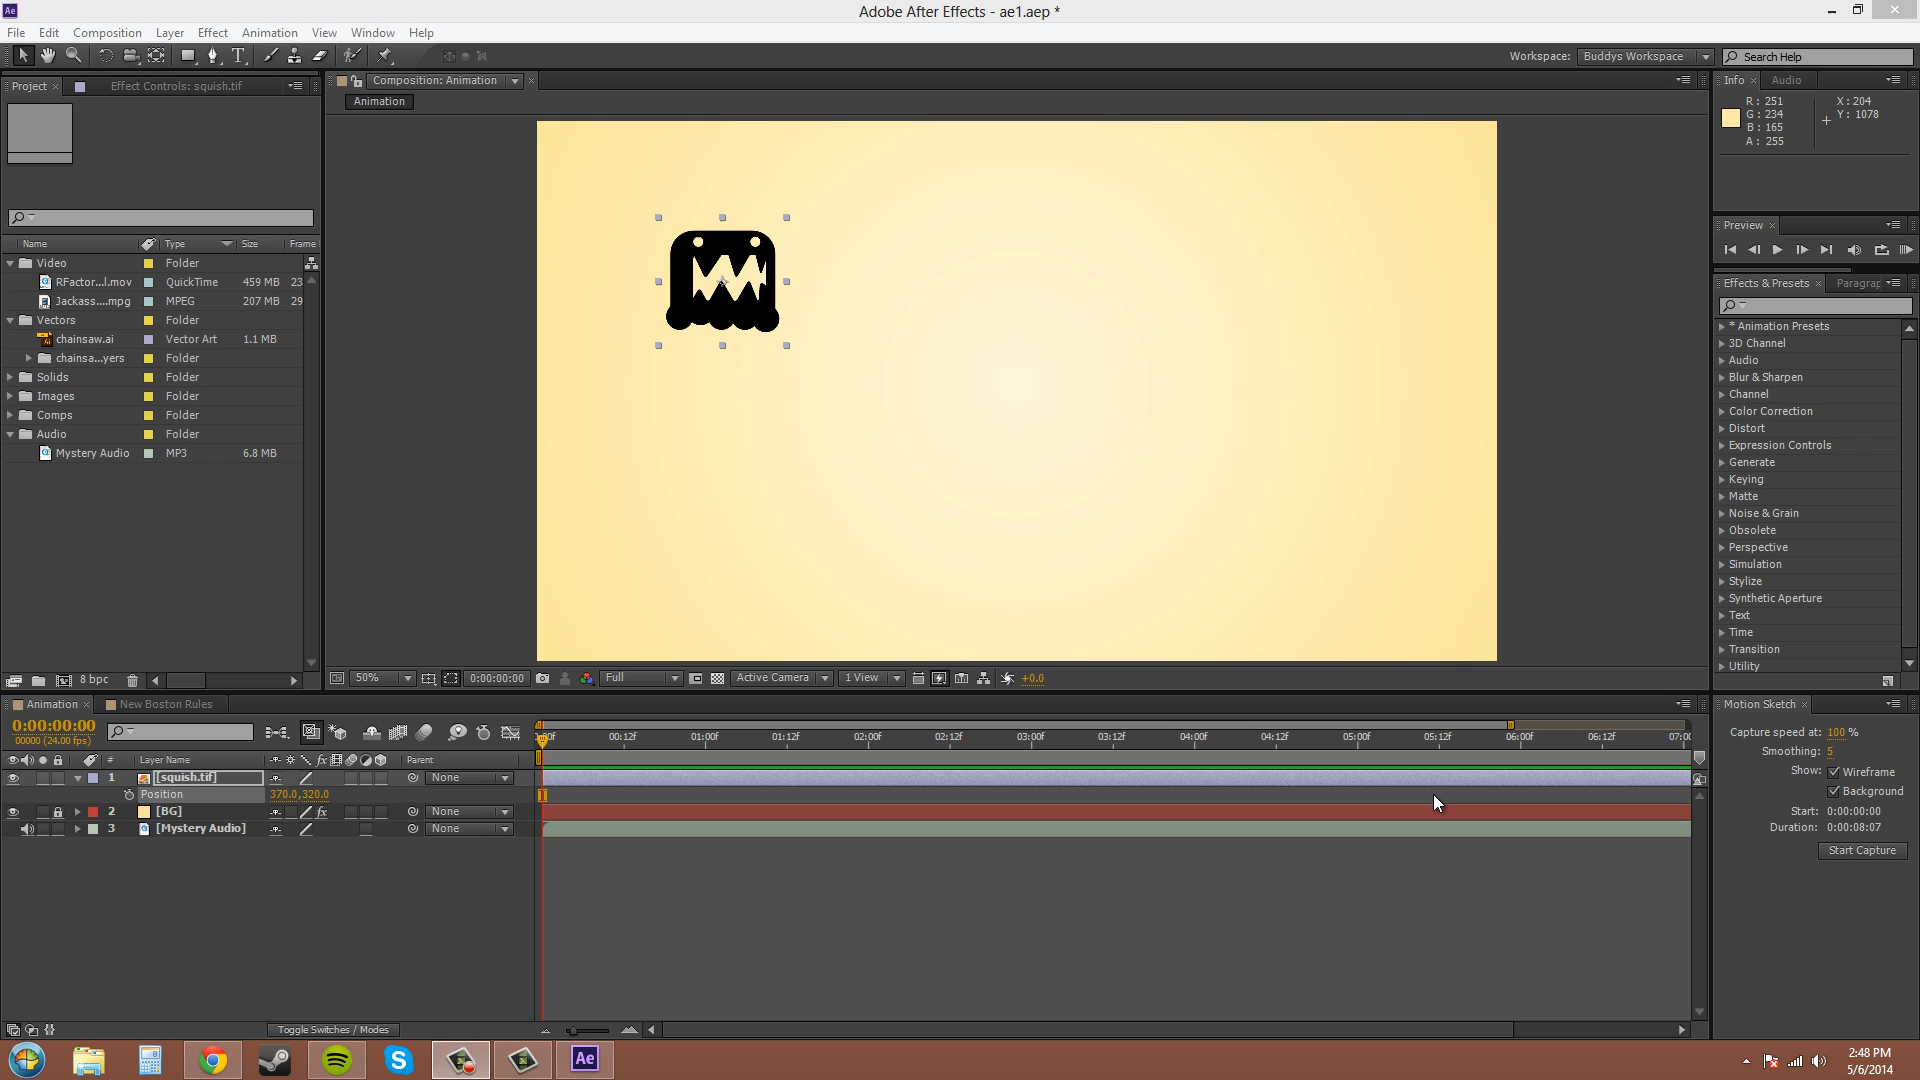 Adobe After Effects - ae1.aep *
File Edit Composition Layer Effect Animation View Window Help
Workspace: Buddys Workspace Search Help
Project Effect Controls: squish.tif
Composition: Animation
Animation
Info Audio
R: 251
G: 234
B: 165
A: 255
X: 204
Y: 1078
Name Type Size Frame
Video Folder
RFactor...l.mov QuickTime 459 MB 23
Jackass....mpg MPEG 207 MB 29
Vectors Folder
chainsaw.ai Vector Art 1.1 MB
chainsa...yers Folder
Solids Folder
Images Folder
Comps Folder
Audio Folder
Mystery Audio MP3 6.8 MB
8 bpc
Preview
Effects & Presets Paragrap
* Animation Presets
3D Channel
Audio
Blur & Sharpen
Channel
Color Correction
Distort
Expression Controls
Generate
Keying
Matte
Noise & Grain
Obsolete
Perspective
Simulation
Stylize
Synthetic Aperture
Text
Time
Transition
Utility
50% 0:00:00:00 Full Active Camera 1 View +0.0
Animation New Boston Rules
0:00:00:00
00000 (24.00 fps)
00:12f 01:00f 01:12f 02:00f 02:12f 03:00f 03:12f 04:00f 04:12f 05:00f 05:12f 06:00f 06:12f 07:00
# Layer Name fx Parent
1 [squish.tif] None
Position 370.0,320.0
2 [BG] fx None
3 [Mystery Audio] None
Toggle Switches / Modes
Motion Sketch
Capture speed at: 100 %
Smoothing: 5
Show: Wireframe
Background
Start: 0:00:00:00
Duration: 0:00:08:07
Start Capture
Ae
2:48 PM
5/6/2014